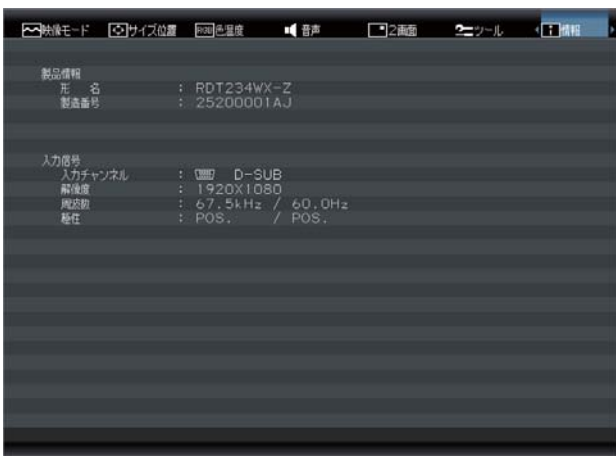 映像モード サイズ位置 RGB 色温度 音声 2画面 ツール 情報
製品情報
形 名 : RDT234WX-Z
製造番号 : 25200001AJ
入力信号
入力チャンネル : D-SUB
解像度 : 1920X1080
周波数 : 67.5kHz / 60.0Hz
極性 : POS. / POS.